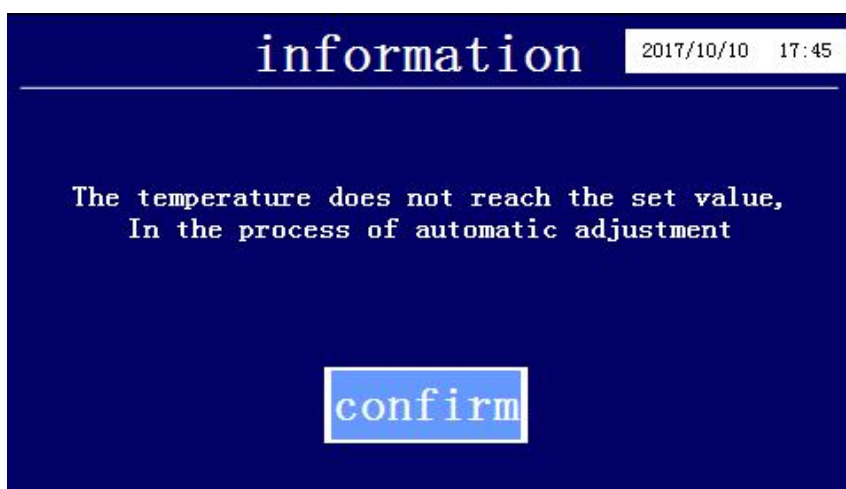 information
2017/10/10 17:45
The temperature does not reach the set value,
In the process of automatic adjustment
confirm